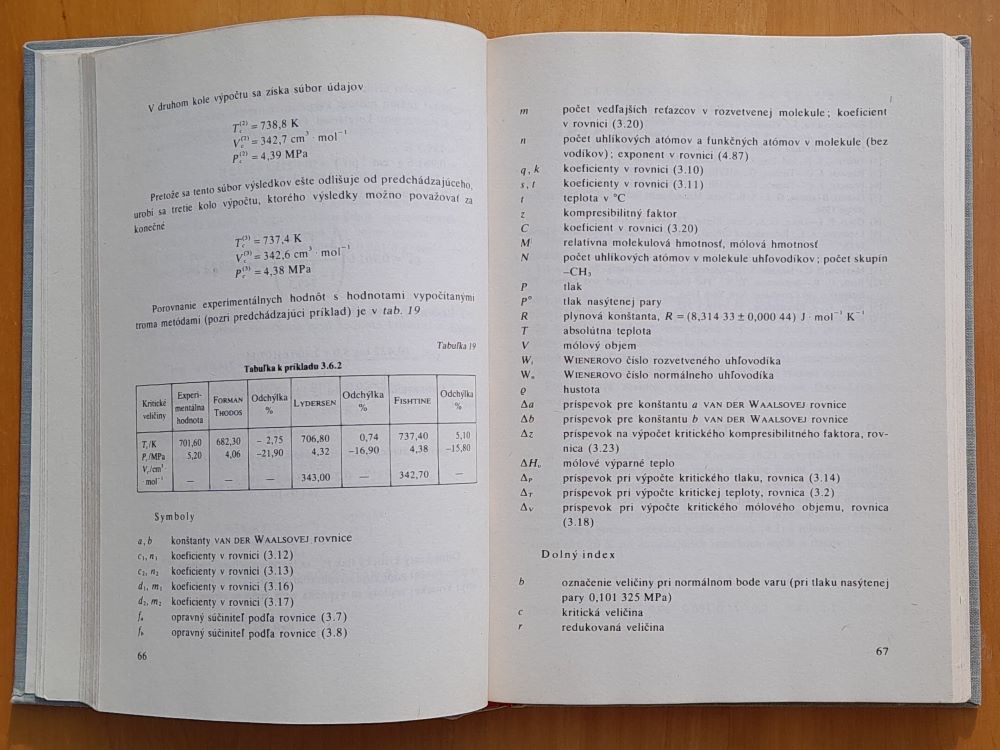 V druhom kole výpočtu sa získa súbor údajov
T_c^(2) = 738,8 K
V_c^(2) = 342,7 cm³ · mol⁻¹
P_c^(2) = 4,39 MPa
Pretože sa tento súbor výsledkov ešte odlišuje od predchádzajúceho,
urobí sa tretie kolo výpočtu, ktorého výsledky možno považovať za
konečné
T_c^(3) = 737,4 K
V_c^(3) = 342,6 cm³ · mol⁻¹
P_c^(3) = 4,38 MPa
Porovnanie experimentálnych hodnôt s hodnotami vypočítanými
troma metódami (pozri predchádzajúci príklad) je v tab. 19
Tabuľka 19
Tabuľka k príkladu 3.6.2
Kritické veličiny | Experimentálna hodnota | FORMAN THODOS | Odchýlka % | LYDERSEN | Odchýlka % | FISHTINE | Odchýlka %
T_c/K 701,60 682,30 − 2,75 706,80 0,74 737,40 5,10
P_c/MPa 5,20 4,06 −21,90 4,32 −16,90 4,38 −15,80
V_c/cm³
· mol⁻¹ — — — 343,00 — 342,70 —
Symboly
a, b konštanty VAN DER WAALSOVEJ rovnice
c₁, n₁ koeficienty v rovnici (3.12)
c₂, n₂ koeficienty v rovnici (3.13)
d₁, m₁ koeficienty v rovnici (3.16)
d₂, m₂ koeficienty v rovnici (3.17)
fₐ opravný súčiniteľ podľa rovnice (3.7)
f_b opravný súčiniteľ podľa rovnice (3.8)
66
m počet vedľajších reťazcov v rozvetvenej molekule; koeficient
v rovnici (3.20)
n počet uhlíkových atómov a funkčných atómov v molekule (bez
vodíkov); exponent v rovnici (4.87)
q, k koeficienty v rovnici (3.10)
s, t koeficienty v rovnici (3.11)
t teplota v °C
z kompresibilitný faktor
C koeficient v rovnici (3.20)
M relatívna molekulová hmotnosť, mólová hmotnosť
N počet uhlíkových atómov v molekule uhľovodíkov; počet skupín
–CH₃
P tlak
P° tlak nasýtenej pary
R plynová konštanta, R = (8,314 33 ± 0,000 44) J · mol⁻¹ K⁻¹
T absolútna teplota
V mólový objem
Wᵢ WIENEROVO číslo rozvetveného uhľovodíka
Wₙ WIENEROVO číslo normálneho uhľovodíka
ϱ hustota
Δa príspevok pre konštantu a VAN DER WAALSOVEJ rovnice
Δb príspevok pre konštantu b VAN DER WAALSOVEJ rovnice
Δz príspevok na výpočet kritického kompresibilitného faktora, rov-
nica (3.23)
ΔHᵥ mólové výparné teplo
Δ_P príspevok pri výpočte kritického tlaku, rovnica (3.14)
Δ_T príspevok pri výpočte kritickej teploty, rovnica (3.2)
Δ_V príspevok pri výpočte kritického mólového objemu, rovnica
(3.18)
Dolný index
b označenie veličiny pri normálnom bode varu (pri tlaku nasýtenej
pary 0,101 325 MPa)
c kritická veličina
r redukovaná veličina
67